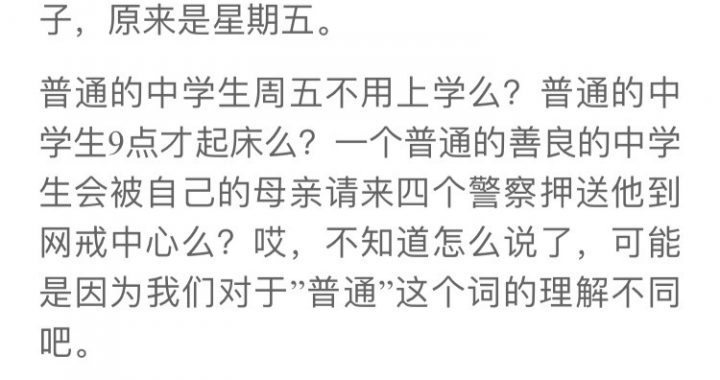 子，原来是星期五。
普通的中学生周五不用上学么？普通的中
学生9点才起床么？一个普通的善良的中学
生会被自己的母亲请来四个警察押送他到
网戒中心么？哎，不知道怎么说了，可能
是因为我们对于”普通”这个词的理解不同
吧。